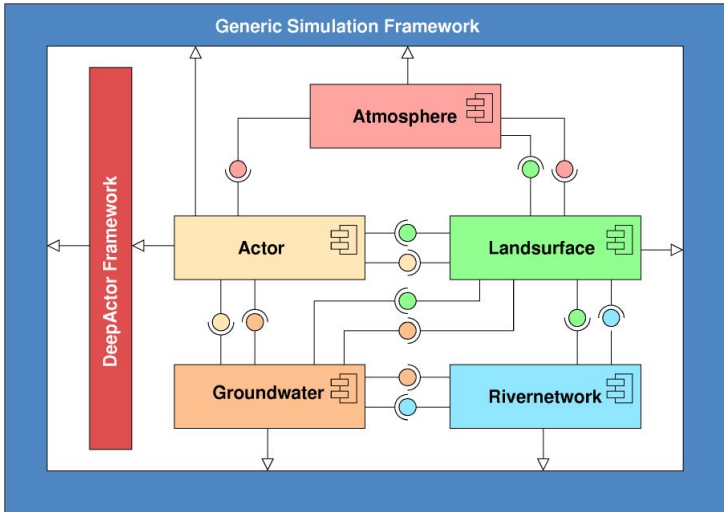 Generic Simulation Framework
DeepActor Framework
Atmosphere
Actor
Landsurface
Groundwater
Rivernetwork